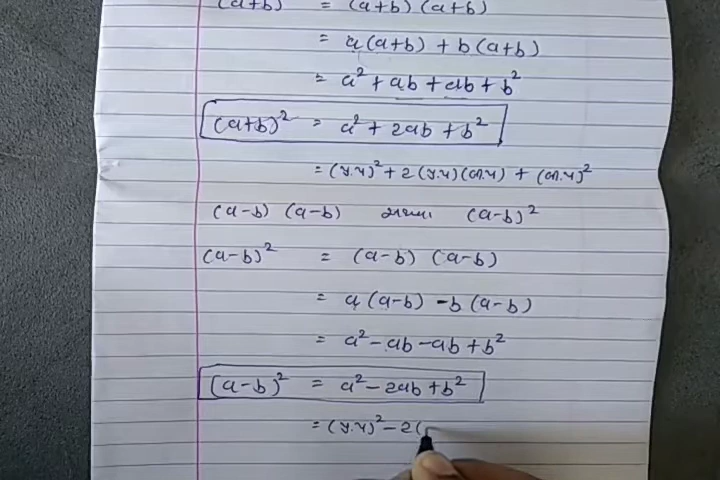 (a+b) = (a+b) (a+b)
= a(a+b) + b(a+b)
= a² + ab + ab + b²
(a+b)² = a² + 2ab + b²
= (પ.પ)² + 2(પ.પ)(બ.પ) + (બ.પ)²
(a-b) (a-b) અથવા (a-b)²
(a-b)² = (a-b) (a-b)
= a(a-b) -b(a-b)
= a² - ab - ab + b²
(a-b)² = a² - 2ab + b²
= (પ.પ)² - 2(